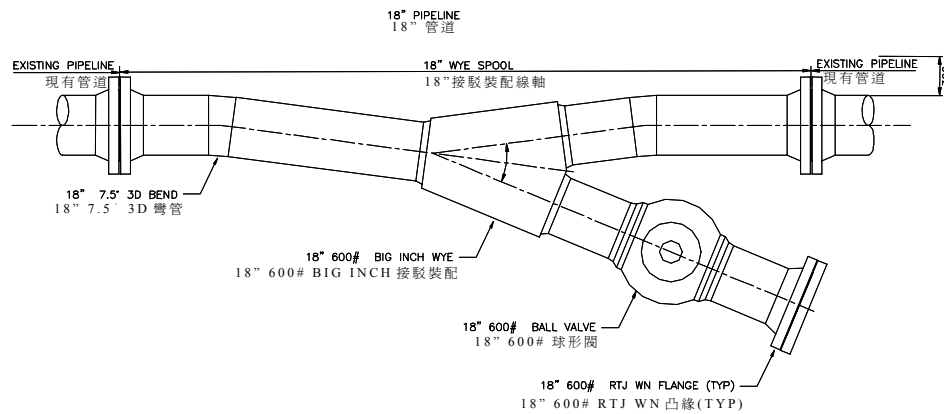 18” PIPELINE
18” 管道
EXISTING PIPELINE
現有管道
18” WYE SPOOL
18”接駁裝配線軸
EXISTING PIPELINE
現有管道
18” 7.5° 3D BEND
18” 7.5° 3D 彎管
18” 600# BIG INCH WYE
18” 600# BIG INCH 接駁裝配
18” 600# BALL VALVE
18” 600# 球形閥
18” 600# RTJ WN FLANGE (TYP)
18” 600# RTJ WN 凸緣(TYP)